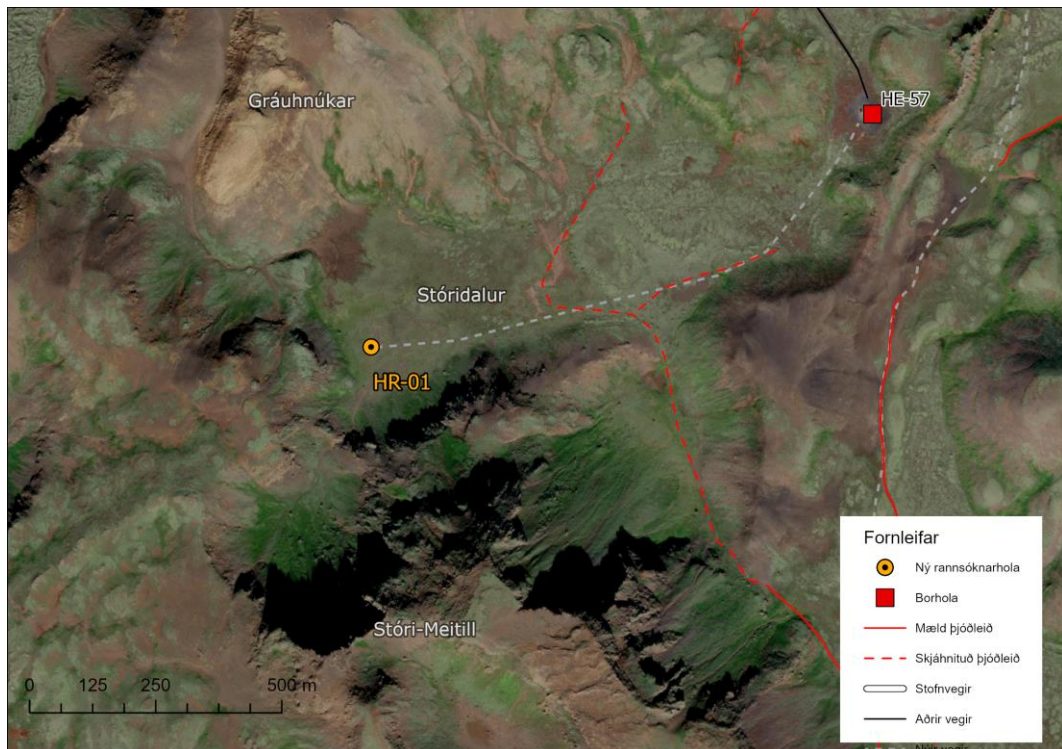 Gráuhnúkar
HE-57
Stóridalur
HR-01
Stóri-Meitill
0 125 250 500 m
Fornleifar
Ný rannsóknarhola
Borhola
Mæld þjóðleið
Skjáhnituð þjóðleið
Stofnvegir
Aðrir vegir